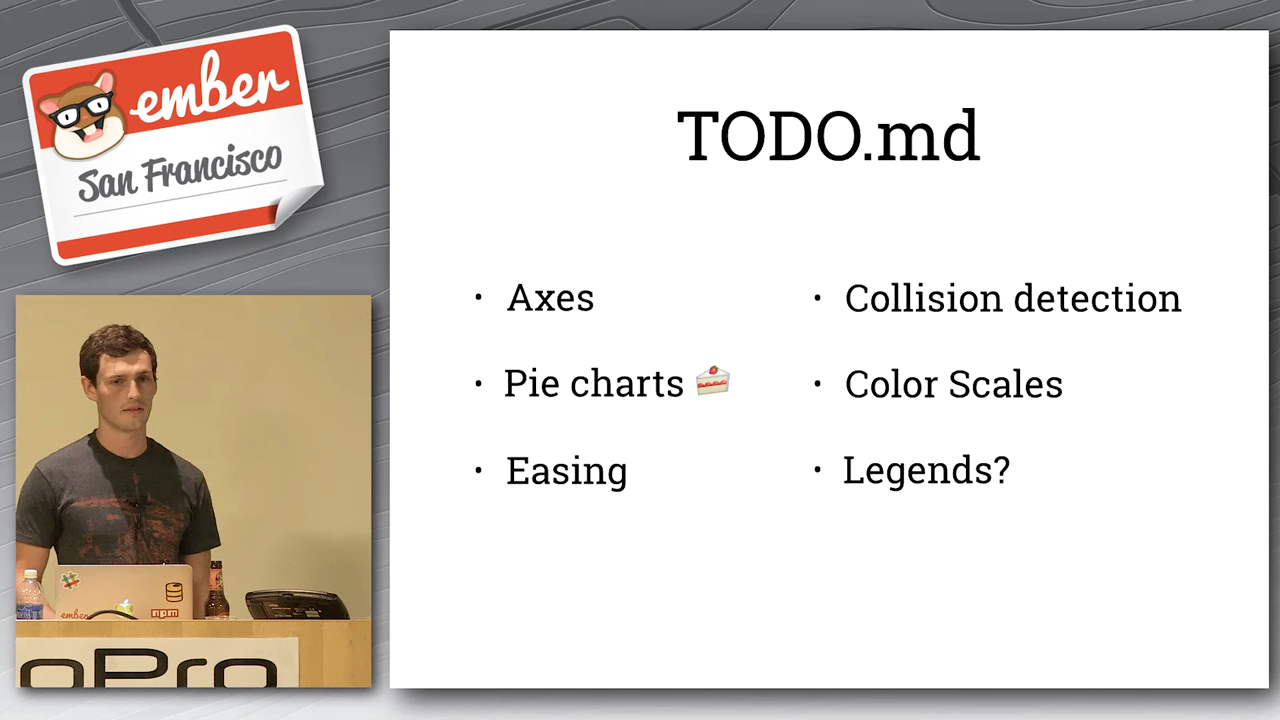 ember
San Francisco
TODO.md
Axes
Pie charts
Easing
Collision detection
Color Scales
Legends?
ember
npm
oPro